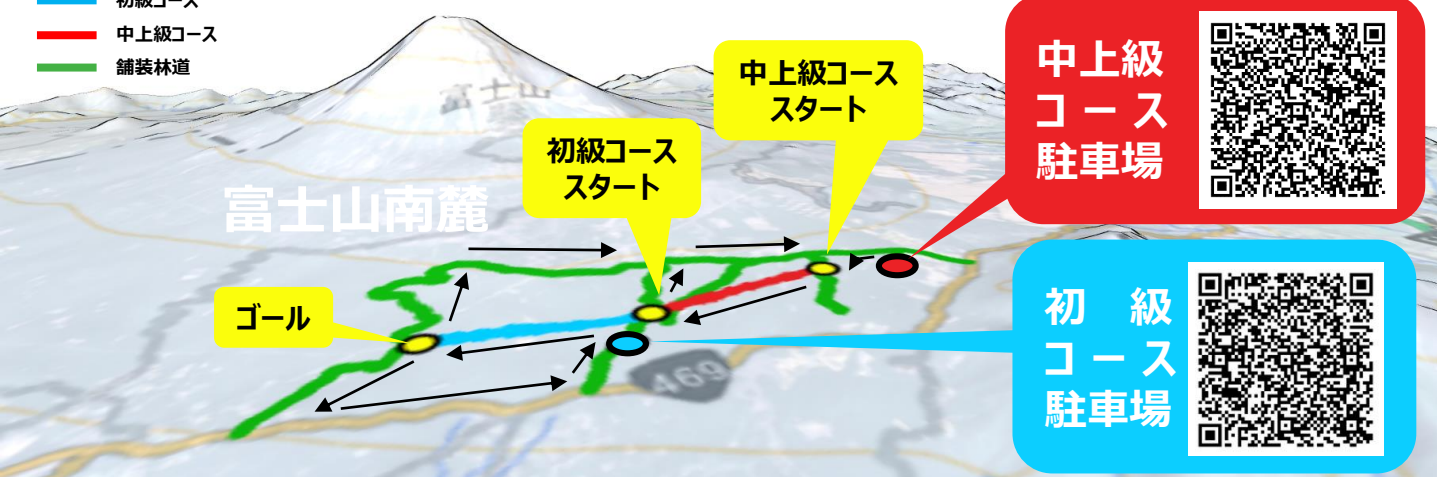 初級コース
中上級コース
舗装林道
富士山
中上級コース
スタート
初級コース
スタート
富士山南麓
ゴール
469
中上級
コース
駐車場
初 級
コース
駐車場